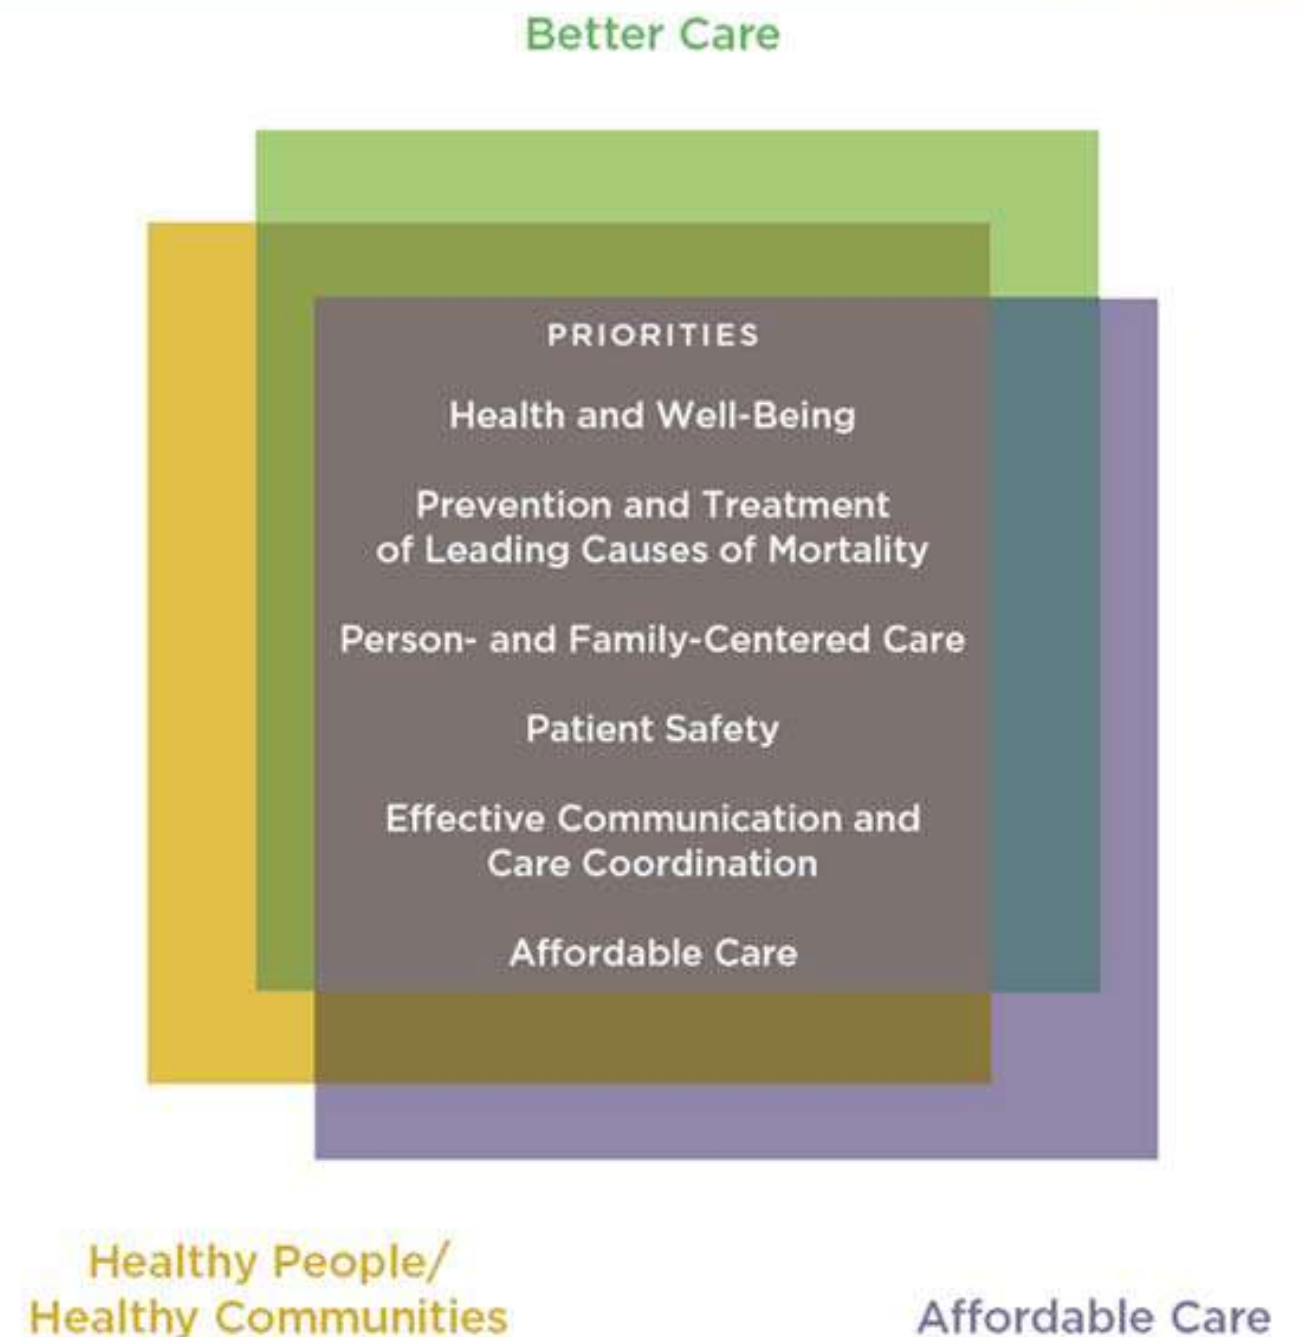 Better Care
PRIORITIES
Health and Well-Being
Prevention and Treatment
of Leading Causes of Mortality
Person- and Family-Centered Care
Patient Safety
Effective Communication and
Care Coordination
Affordable Care
Healthy People/
Healthy Communities
Affordable Care